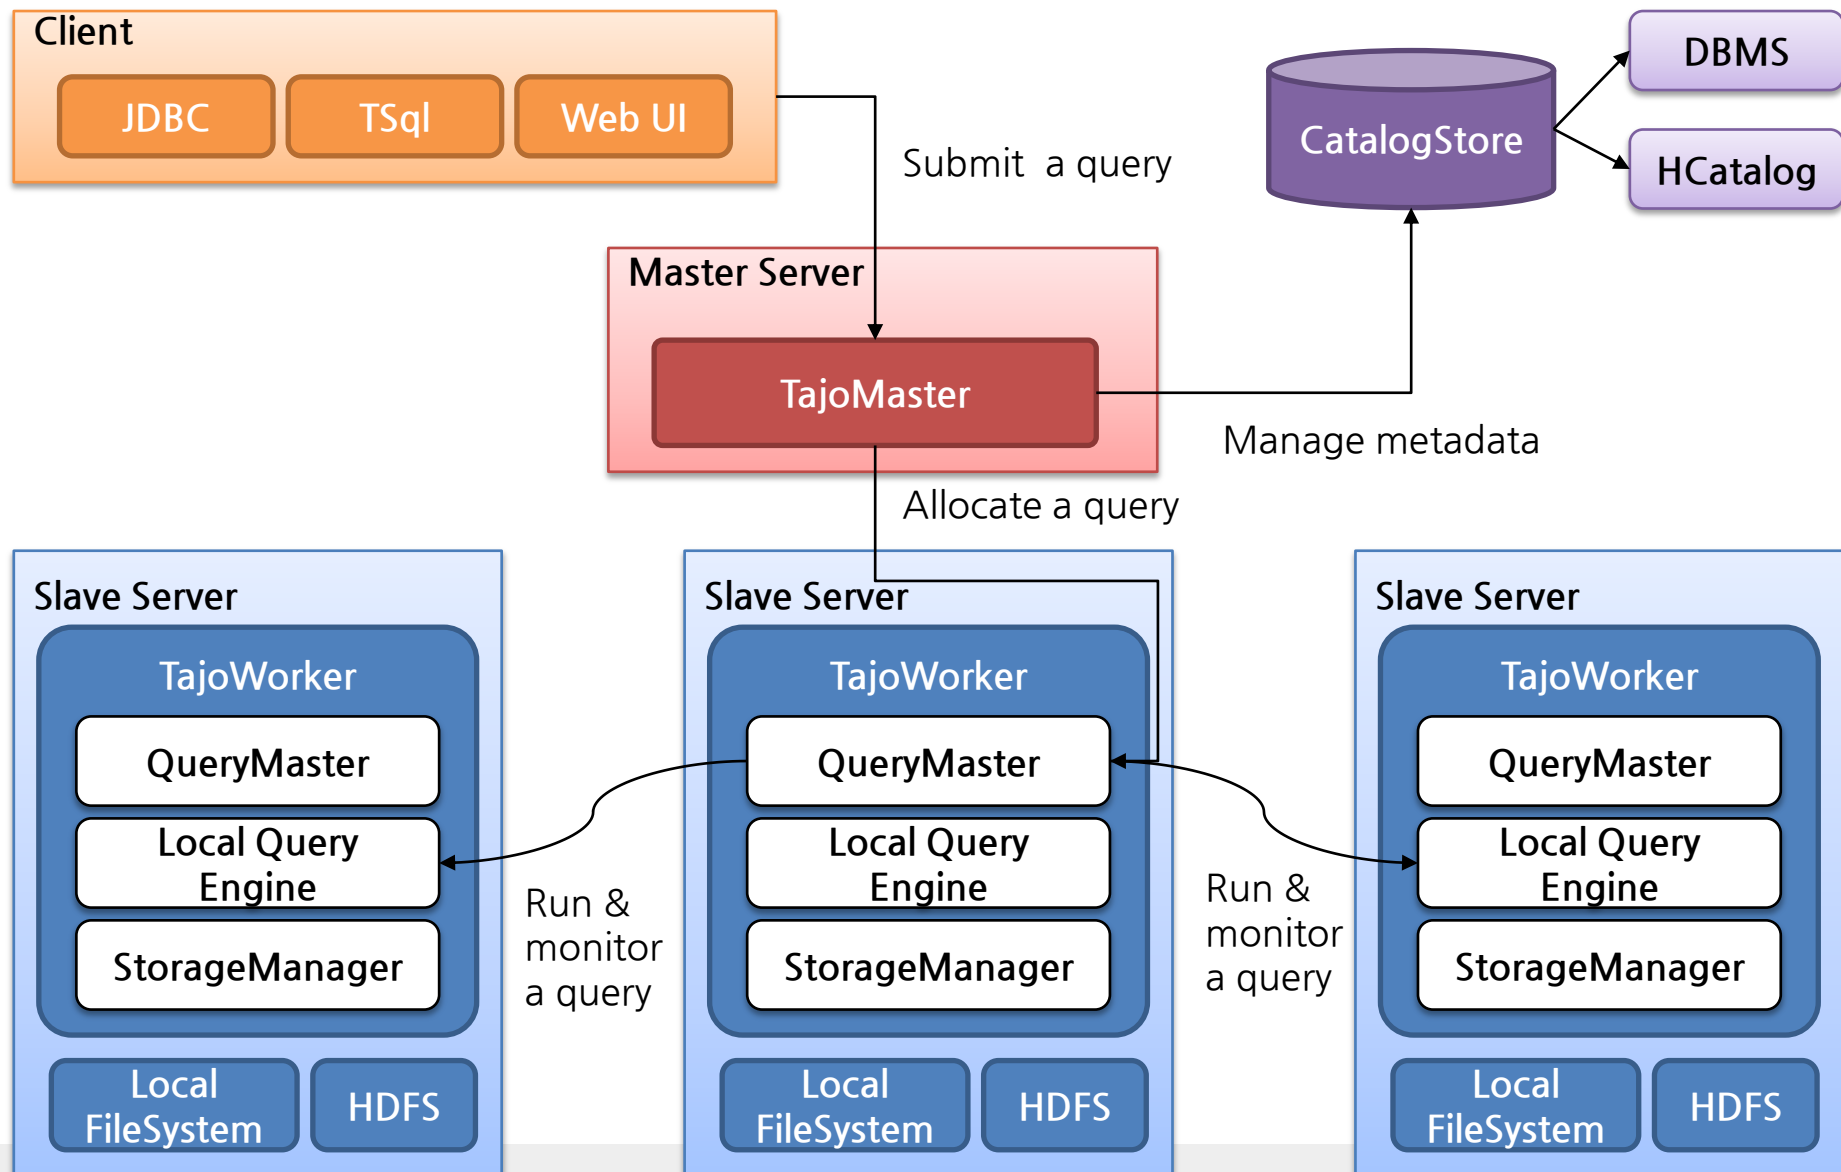 Client
JDBC
TSql
Web UI
Submit a query
CatalogStore
DBMS
HCatalog
Master Server
TajoMaster
Manage metadata
Allocate a query
Slave Server
TajoWorker
QueryMaster
Local Query
Engine
StorageManager
Local
FileSystem
HDFS
Run &
monitor
a query
Slave Server
TajoWorker
QueryMaster
Local Query
Engine
StorageManager
Local
FileSystem
HDFS
Run &
monitor
a query
Slave Server
TajoWorker
QueryMaster
Local Query
Engine
StorageManager
Local
FileSystem
HDFS